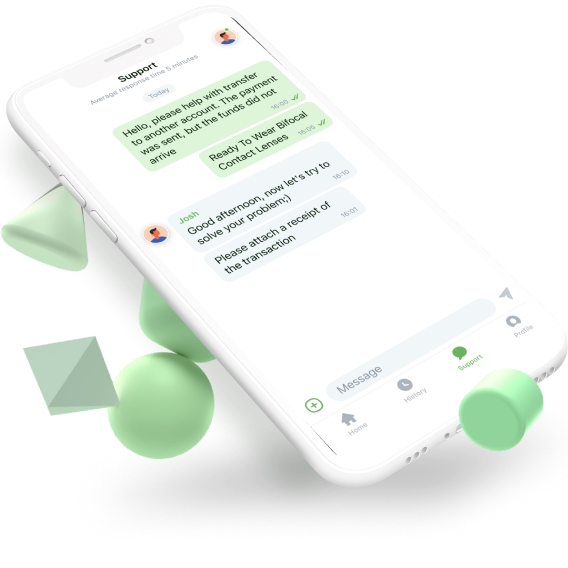 Support
Average response time 5 minutes
Today
Hello, please help with transfer
to another account. The payment
was sent, but the funds did not
arrive
16:00
Ready To Wear Bifocal
Contact Lenses
16:05
Josh
Good afternoon, now let's try to
solve your problem;)
16:10
Please attach a receipt of
the transaction
16:01
Message
Home
History
Support
Profile